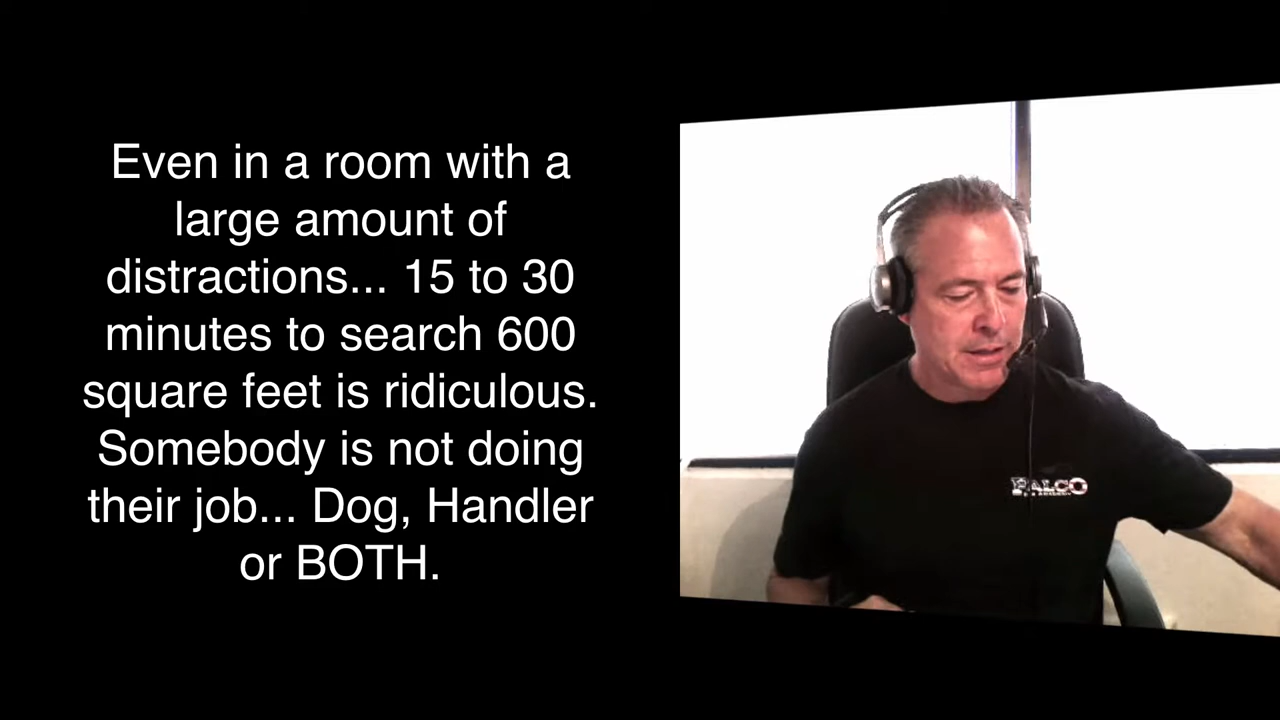 Even in a room with a
large amount of
distractions... 15 to 30
minutes to search 600
square feet is ridiculous.
Somebody is not doing
their job... Dog, Handler
or BOTH.
FALCO